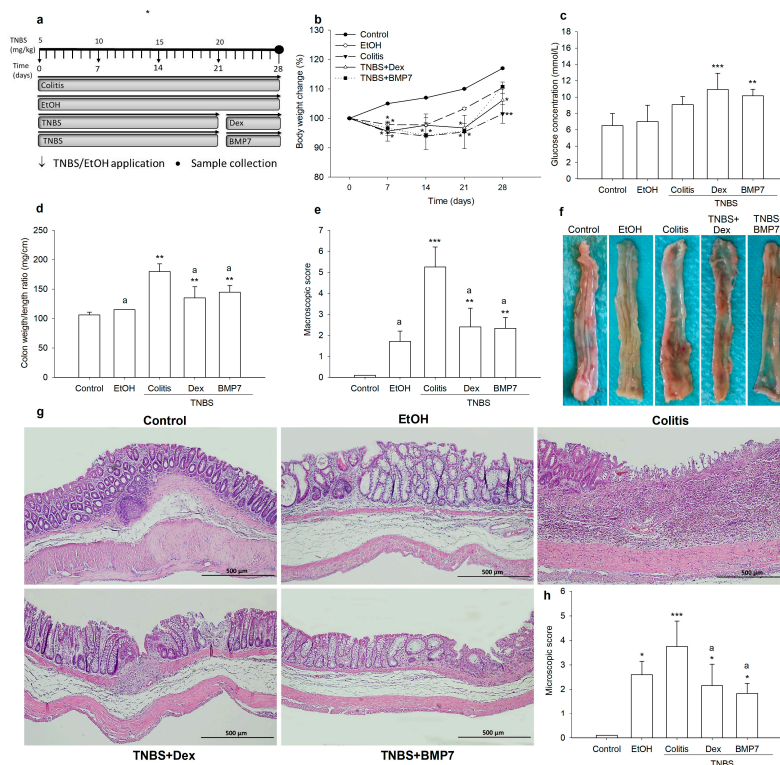 a
*
TNBS
(mg/kg)
5 10 15 20
Time
(days)
0 7 14 21 28
Colitis
EtOH
TNBS Dex
TNBS BMP7
↓ TNBS/EtOH application ● Sample collection
b
Body weight change (%)
130
120
110
100
90
80
0 7 14 21 28
Time (days)
Control
EtOH
Colitis
TNBS+Dex
TNBS+BMP7
* * * * * * * * * **
c
Glucose concentration (mmol/L)
18
16
14
12
10
8
6
4
2
0
*** **
Control EtOH Colitis Dex BMP7
TNBS
d
Colon weigth/length ratio (mg/cm)
250
200
150
100
50
0
a ** a ** a **
Control EtOH Colitis Dex BMP7
TNBS
e
Macroscopic score
7
6
5
4
3
2
1
0
a *** a ** a **
Control EtOH Colitis Dex BMP7
TNBS
f
Control EtOH Colitis TNBS+
Dex
TNBS
BMP7
g
Control EtOH Colitis
500 µm 500 µm 500 µm
500 µm 500 µm
TNBS+Dex TNBS+BMP7
h
Microscopic score
6
5
4
3
2
1
0
* *** a * a *
Control EtOH Colitis Dex BMP7
TNBS